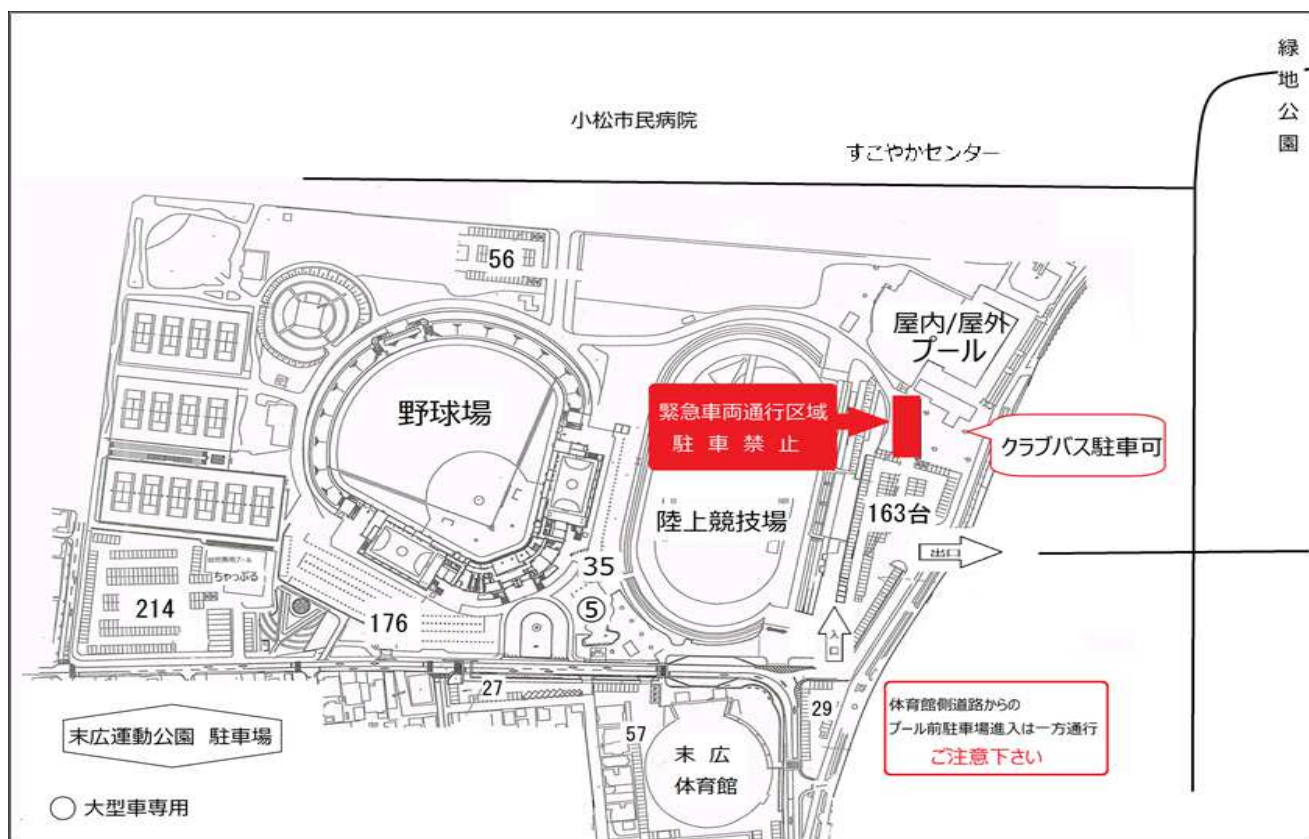 緑地公園
小松市民病院
すこやかセンター
56
屋内/屋外
プール
野球場
緊急車両通行区域
駐車禁止
クラブバス駐車可
陸上競技場
163台
出口
35
ちゃっぷる
⑤
214
176
入口
27
29
57
末広
体育館
体育館側道路からの
プール前駐車場進入は一方通行
ご注意下さい
末広運動公園 駐車場
○ 大型車専用